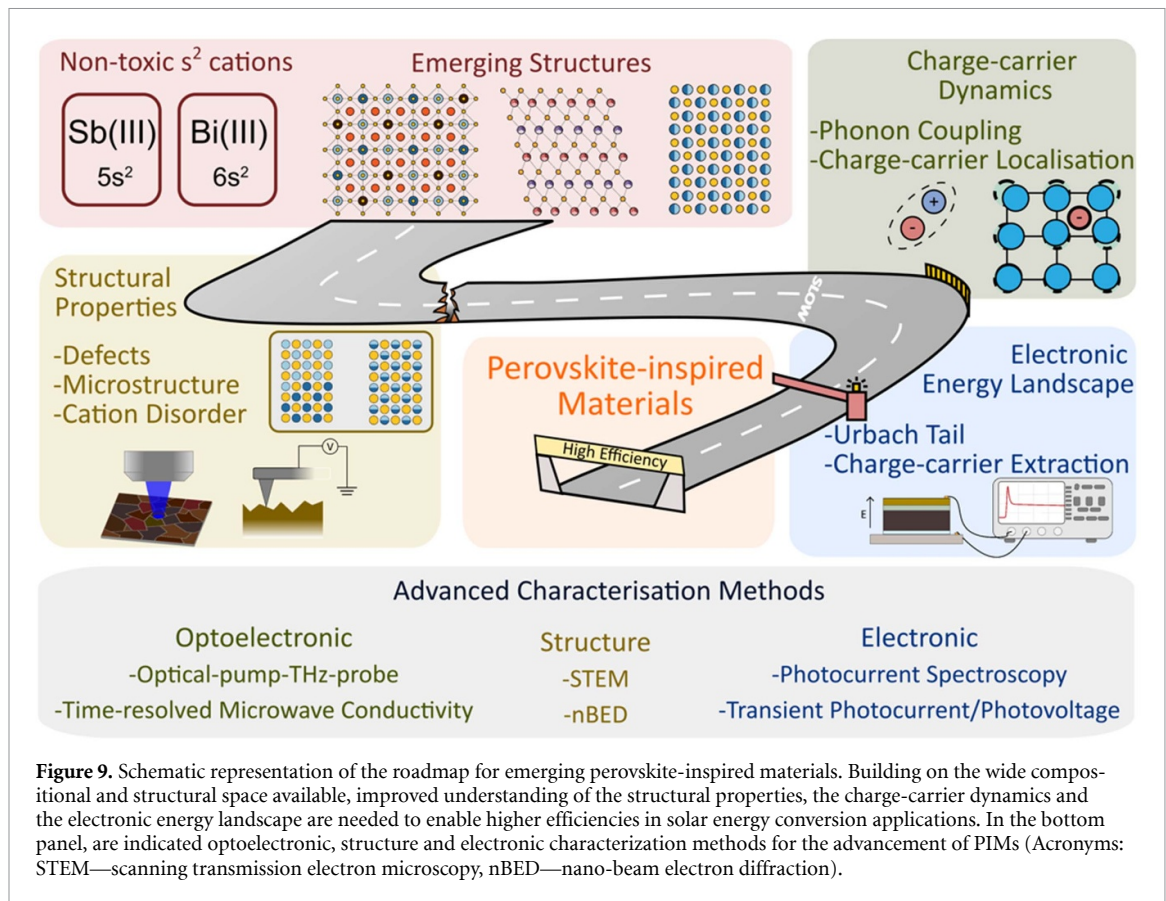 Non-toxic s² cations
Sb(III)
5s²
Bi(III)
6s²
Emerging Structures
Charge-carrier
Dynamics
-Phonon Coupling
-Charge-carrier Localisation
+
-
-
Structural
Properties
-Defects
-Microstructure
-Cation Disorder
V
SLOW
Perovskite-inspired
Materials
High Efficiency
Electronic
Energy Landscape
-Urbach Tail
-Charge-carrier Extraction
E
Advanced Characterisation Methods
Optoelectronic
-Optical-pump-THz-probe
-Time-resolved Microwave Conductivity
Structure
-STEM
-nBED
Electronic
-Photocurrent Spectroscopy
-Transient Photocurrent/Photovoltage
Figure 9. Schematic representation of the roadmap for emerging perovskite-inspired materials. Building on the wide compos-
itional and structural space available, improved understanding of the structural properties, the charge-carrier dynamics and
the electronic energy landscape are needed to enable higher efficiencies in solar energy conversion applications. In the bottom
panel, are indicated optoelectronic, structure and electronic characterization methods for the advancement of PIMs (Acronyms:
STEM—scanning transmission electron microscopy, nBED—nano-beam electron diffraction).